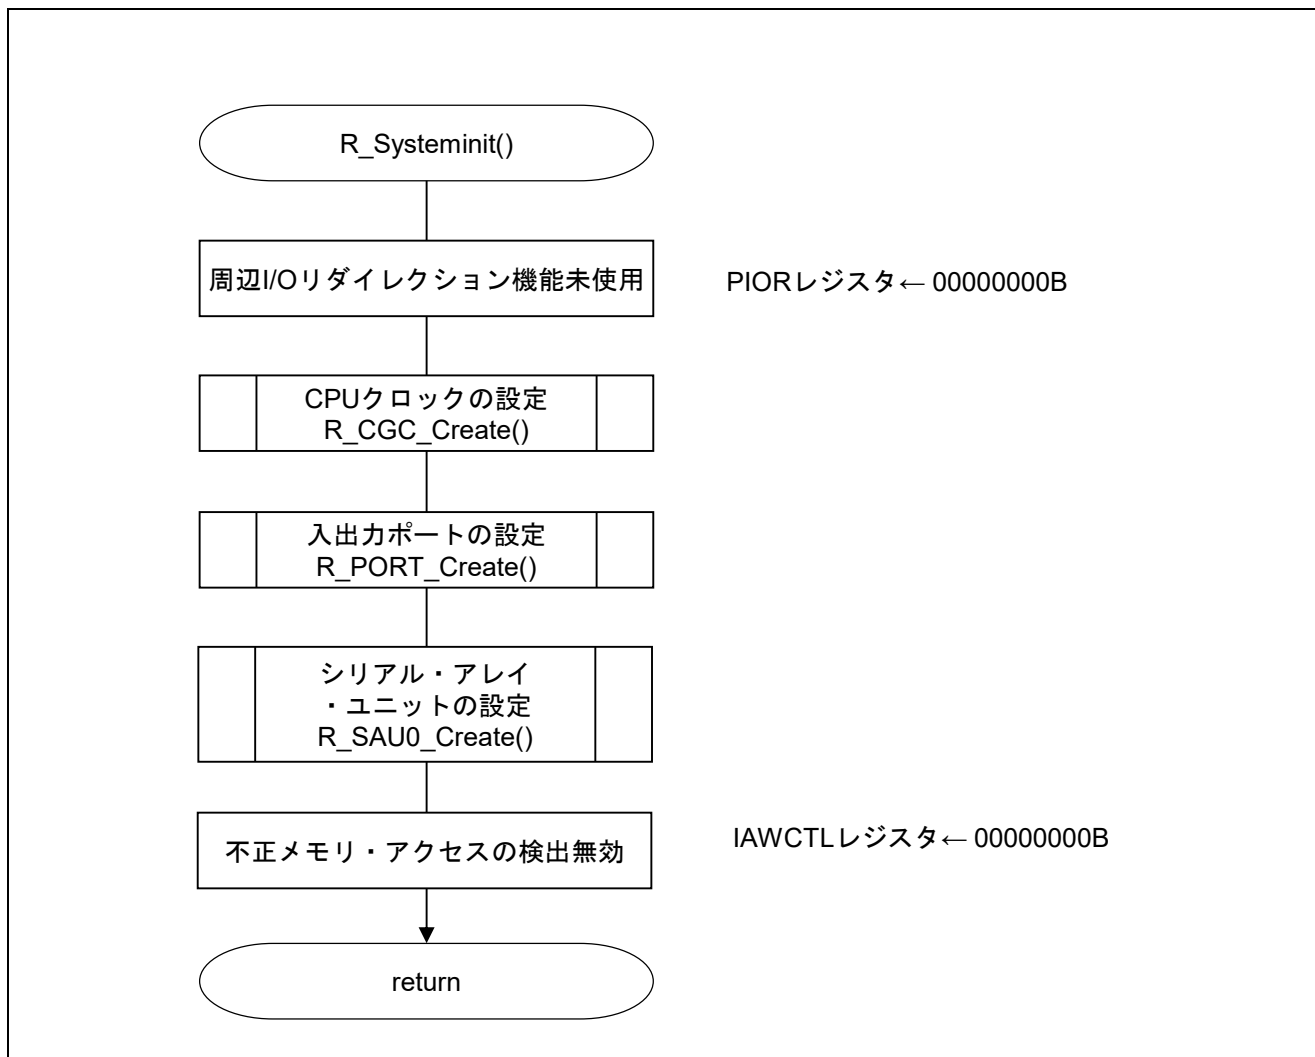 R_Systeminit()
周辺I/Oリダイレクション機能未使用
PIORレジスタ← 00000000B
CPUクロックの設定
R_CGC_Create()
入出力ポートの設定
R_PORT_Create()
シリアル・アレイ
・ユニットの設定
R_SAU0_Create()
不正メモリ・アクセスの検出無効
IAWCTLレジスタ← 00000000B
return